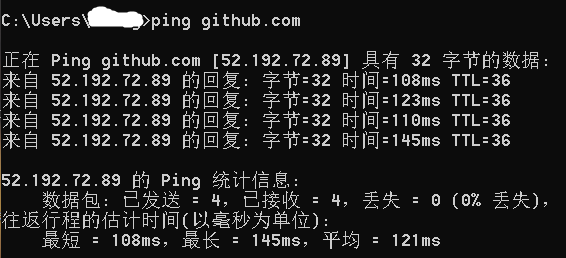 C:\Users\>ping github.com
正在 Ping github.com [52.192.72.89] 具有 32 字节的数据:
来自 52.192.72.89 的回复: 字节=32 时间=108ms TTL=36
来自 52.192.72.89 的回复: 字节=32 时间=123ms TTL=36
来自 52.192.72.89 的回复: 字节=32 时间=110ms TTL=36
来自 52.192.72.89 的回复: 字节=32 时间=145ms TTL=36
52.192.72.89 的 Ping 统计信息:
数据包: 已发送 = 4，已接收 = 4，丢失 = 0 (0% 丢失)，
往返行程的估计时间(以毫秒为单位):
最短 = 108ms，最长 = 145ms，平均 = 121ms